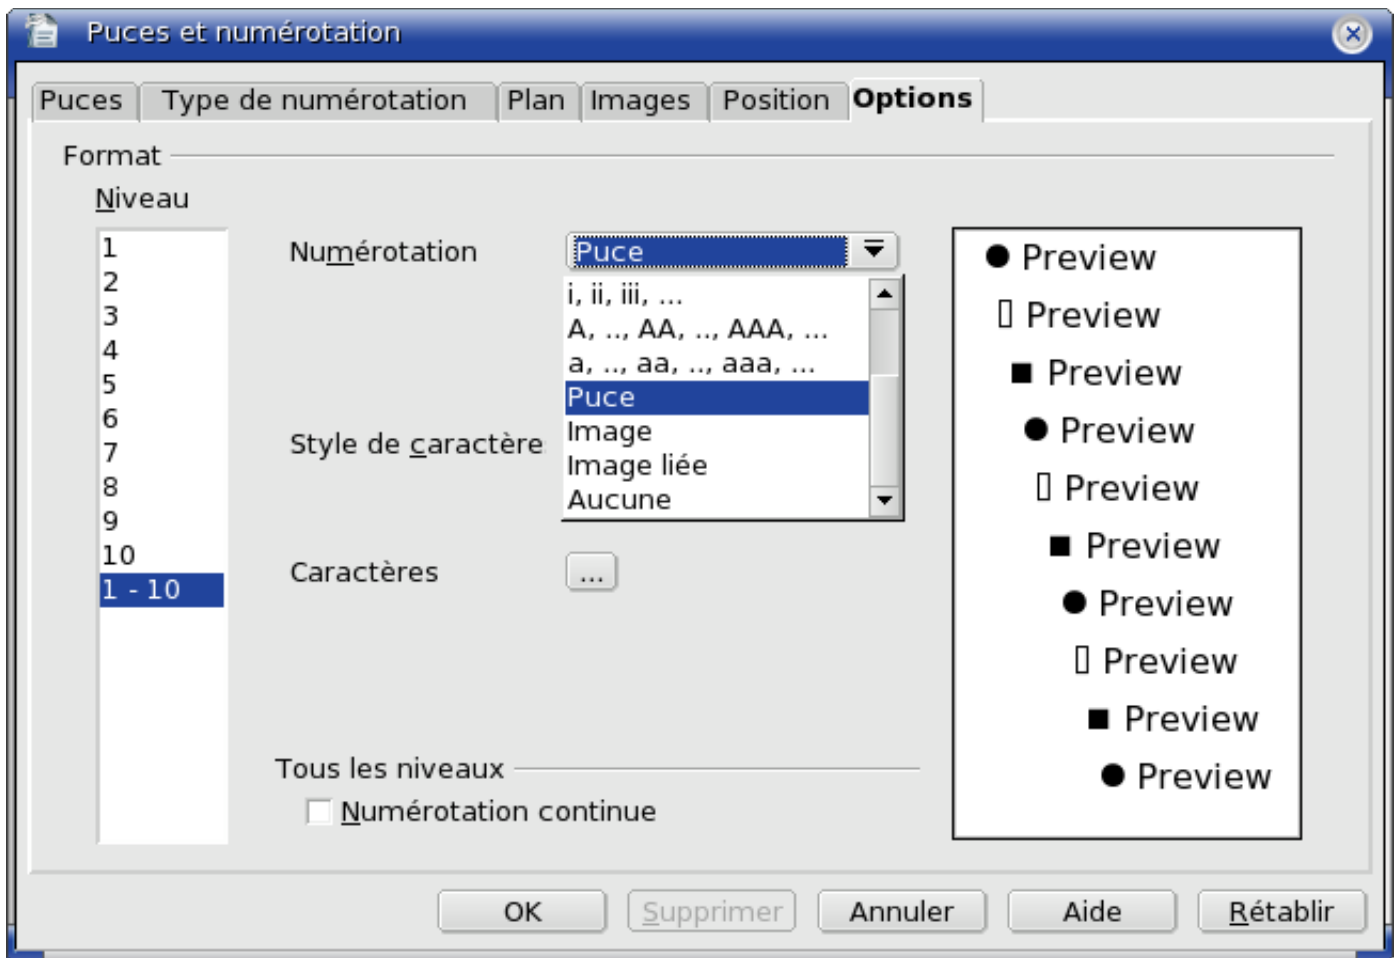 Puces et numérotation
Puces Type de numérotation Plan Images Position Options
Format
Niveau
1
2
3
4
5
6
7
8
9
10
1 - 10
Numérotation
Puce
i, ii, iii, ...
A, .., AA, .., AAA, ...
a, .., aa, .., aaa, ...
Puce
Image
Image liée
Aucune
Style de caractère
Caractères
...
Tous les niveaux
Numérotation continue
Preview
Preview
Preview
Preview
Preview
Preview
Preview
Preview
Preview
Preview
OK Supprimer Annuler Aide Rétablir